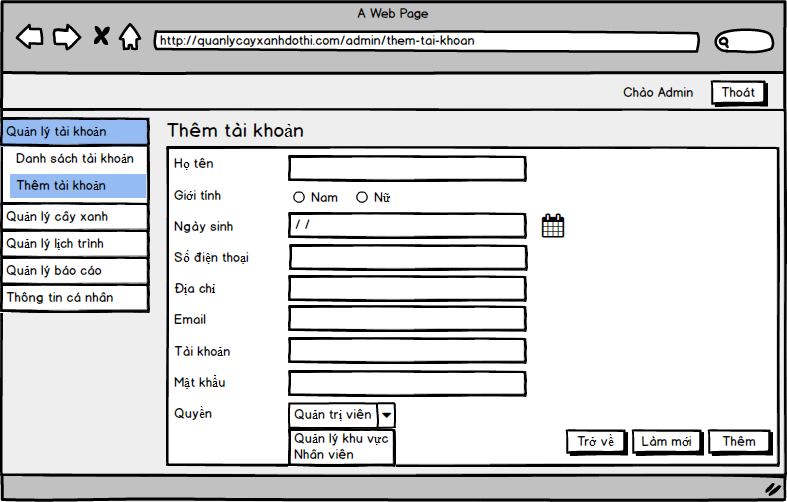 A Web Page
http://quanlycayxanhdothi.com/admin/them-tai-khoan
Chào Admin
Thoát
Quản lý tài khoản
Danh sách tài khoản
Thêm tài khoản
Quản lý cây xanh
Quản lý lịch trình
Quản lý báo cáo
Thông tin cá nhân
Thêm tài khoản
Họ tên
Giới tính
Nam
Nữ
Ngày sinh
/ /
Số điện thoại
Địa chỉ
Email
Tài khoản
Mật khẩu
Quyền
Quản trị viên
Quản lý khu vực
Nhân viên
Trở về
Làm mới
Thêm